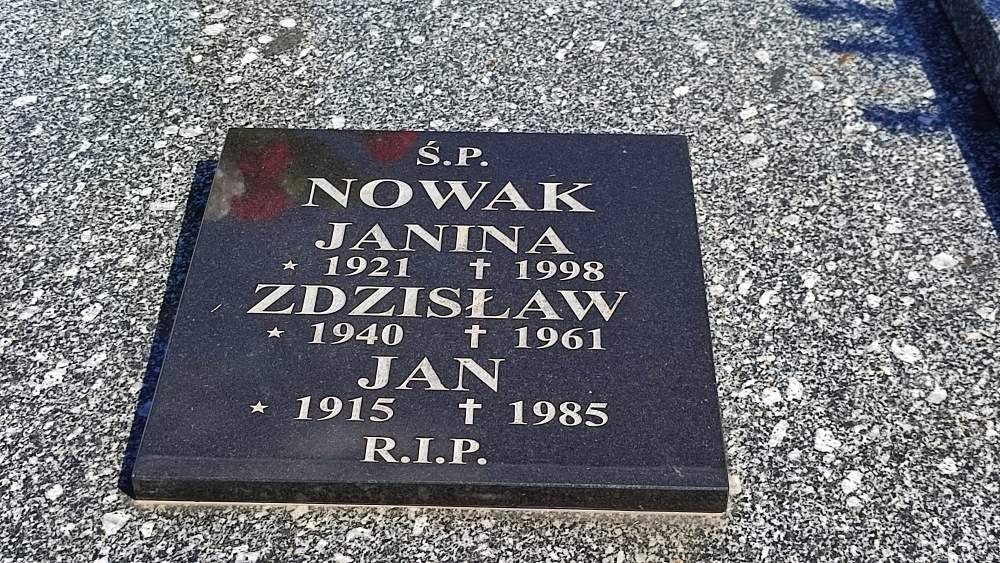 Ś.P.
NOWAK
JANINA
★ 1921 ✝ 1998
ZDZISŁAW
★ 1940 ✝ 1961
JAN
★ 1915 ✝ 1985
R.I.P.